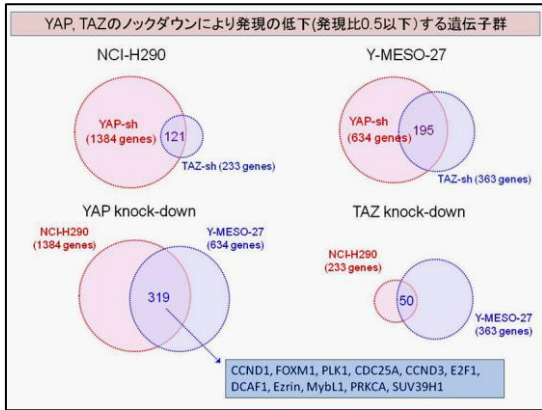 YAP, TAZのノックダウンにより発現の低下(発現比0.5以下)する遺伝子群
NCI-H290
Y-MESO-27
YAP-sh
(1384 genes)
121
TAZ-sh (233 genes)
YAP-sh
(634 genes)
195
TAZ-sh (363 genes)
YAP knock-down
TAZ knock-down
NCI-H290
(1384 genes)
Y-MESO-27
(634 genes)
319
NCI-H290
(233 genes)
50
Y-MESO-27
(363 genes)
CCND1, FOXM1, PLK1, CDC25A, CCND3, E2F1,
DCAF1, Ezrin, MybL1, PRKCA, SUV39H1